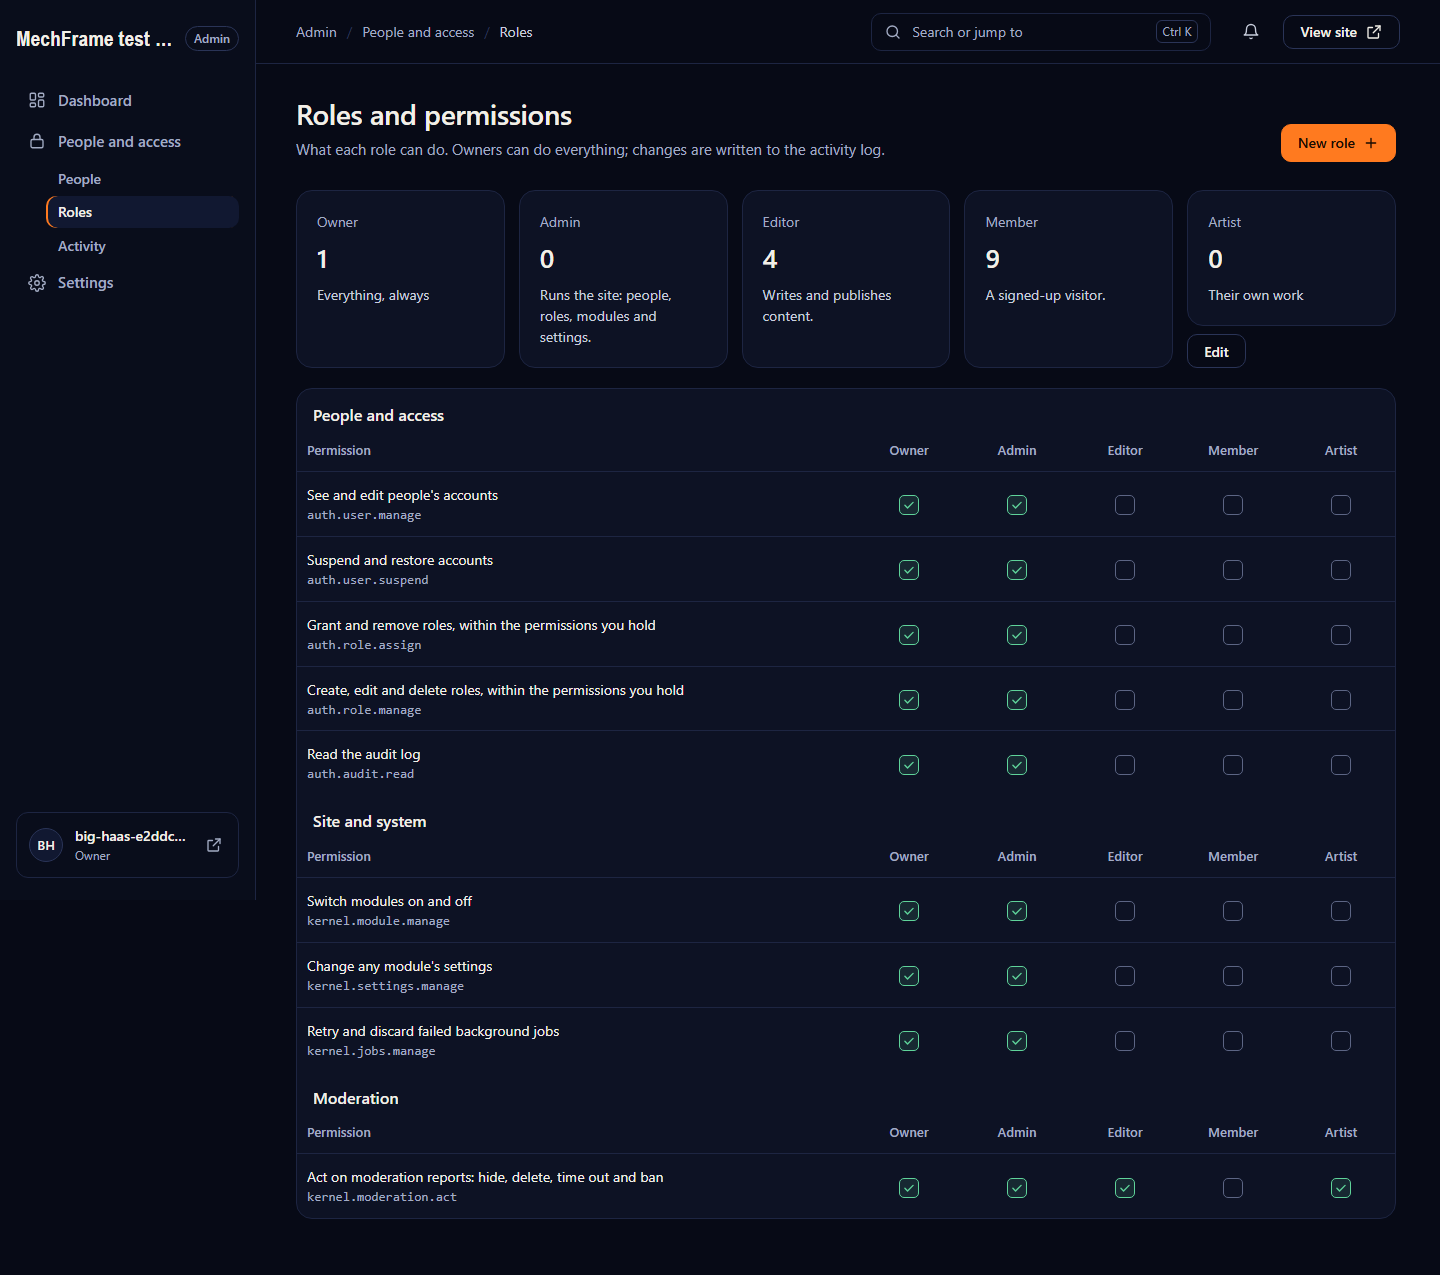 MechFrame test ...
Admin
Admin / People and access / Roles
Search or jump to
Ctrl K
View site
Dashboard
People and access
People
Roles
Activity
Settings
Roles and permissions
What each role can do. Owners can do everything; changes are written to the activity log.
New role
Owner
1
Everything, always
Admin
0
Runs the site: people,
roles, modules and
settings.
Editor
4
Writes and publishes
content.
Member
9
A signed-up visitor.
Artist
0
Their own work
Edit
People and access
Permission Owner Admin Editor Member Artist
See and edit people's accounts
auth.user.manage
Suspend and restore accounts
auth.user.suspend
Grant and remove roles, within the permissions you hold
auth.role.assign
Create, edit and delete roles, within the permissions you hold
auth.role.manage
Read the audit log
auth.audit.read
Site and system
Permission Owner Admin Editor Member Artist
Switch modules on and off
kernel.module.manage
Change any module's settings
kernel.settings.manage
Retry and discard failed background jobs
kernel.jobs.manage
Moderation
Permission Owner Admin Editor Member Artist
Act on moderation reports: hide, delete, time out and ban
kernel.moderation.act
BH
big-haas-e2ddc...
Owner